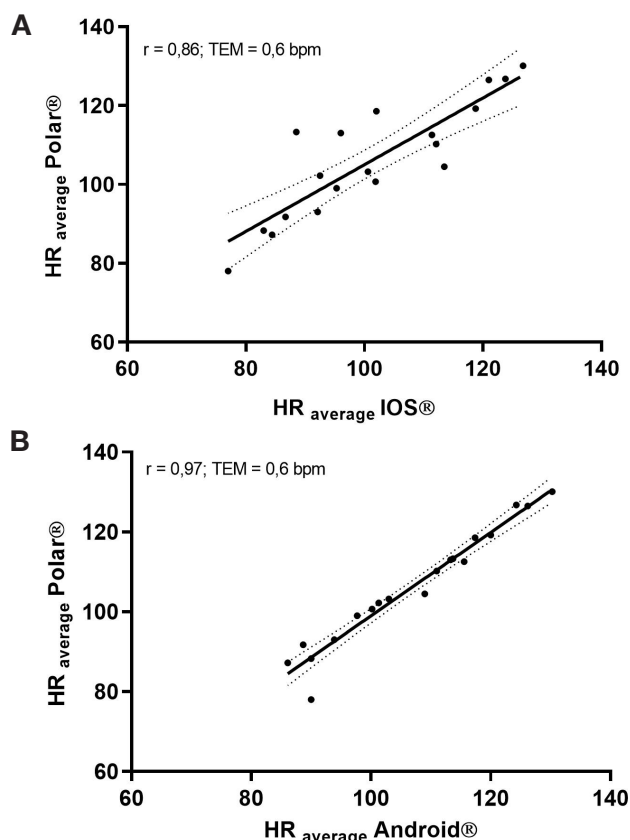 A
r = 0,86; TEM = 0,6 bpm
HR average Polar®
140
120
100
80
60
60 80 100 120 140
HR average IOS®
B
r = 0,97; TEM = 0,6 bpm
HR average Polar®
140
120
100
80
60
60 80 100 120 140
HR average Android®